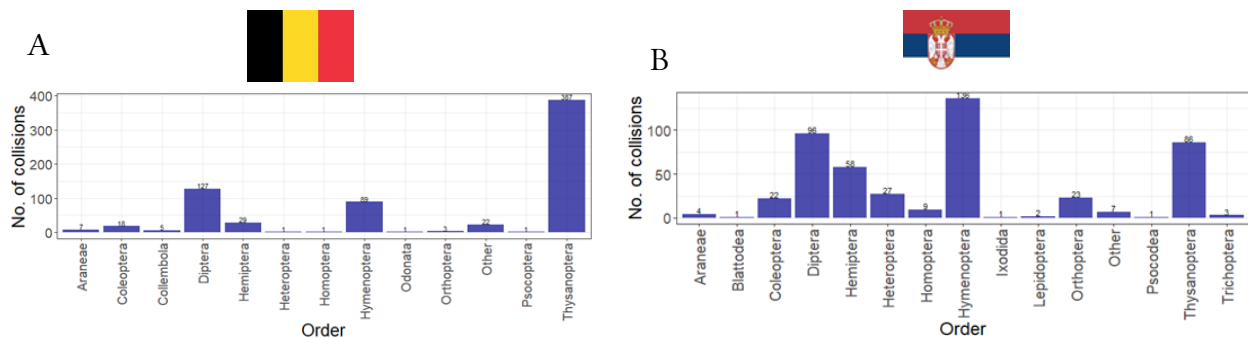 A
No. of collisions
400
300
200
100
0
7
18
5
127
29
1
1
89
1
3
22
1
387
Araneae
Coleoptera
Collembola
Diptera
Hemiptera
Heteroptera
Homoptera
Hymenoptera
Odonata
Orthoptera
Other
Psocoptera
Thysanoptera
Order
B
No. of collisions
100
50
0
4
1
22
96
58
27
9
136
1
2
23
7
1
86
3
Araneae
Blattodea
Coleoptera
Diptera
Hemiptera
Heteroptera
Homoptera
Hymenoptera
Ixodida
Lepidoptera
Orthoptera
Other
Psocodea
Thysanoptera
Trichoptera
Order